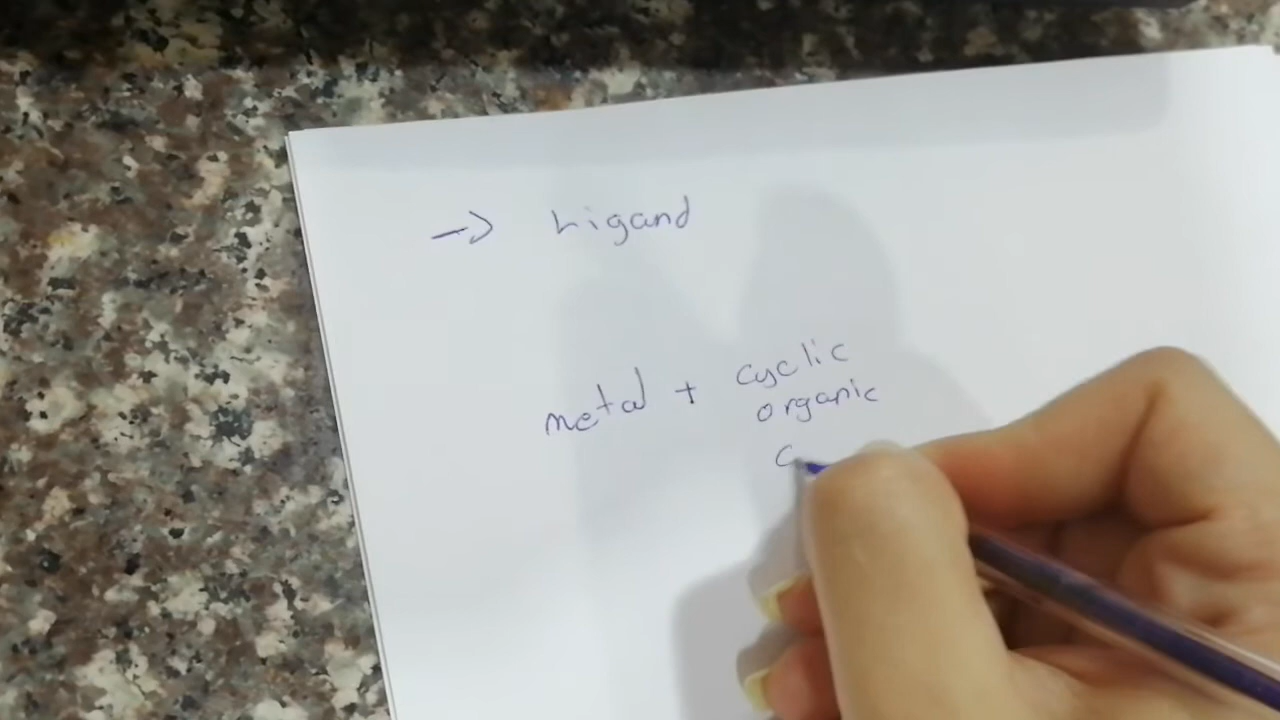 → Ligand
metal + cyclic
organic
c